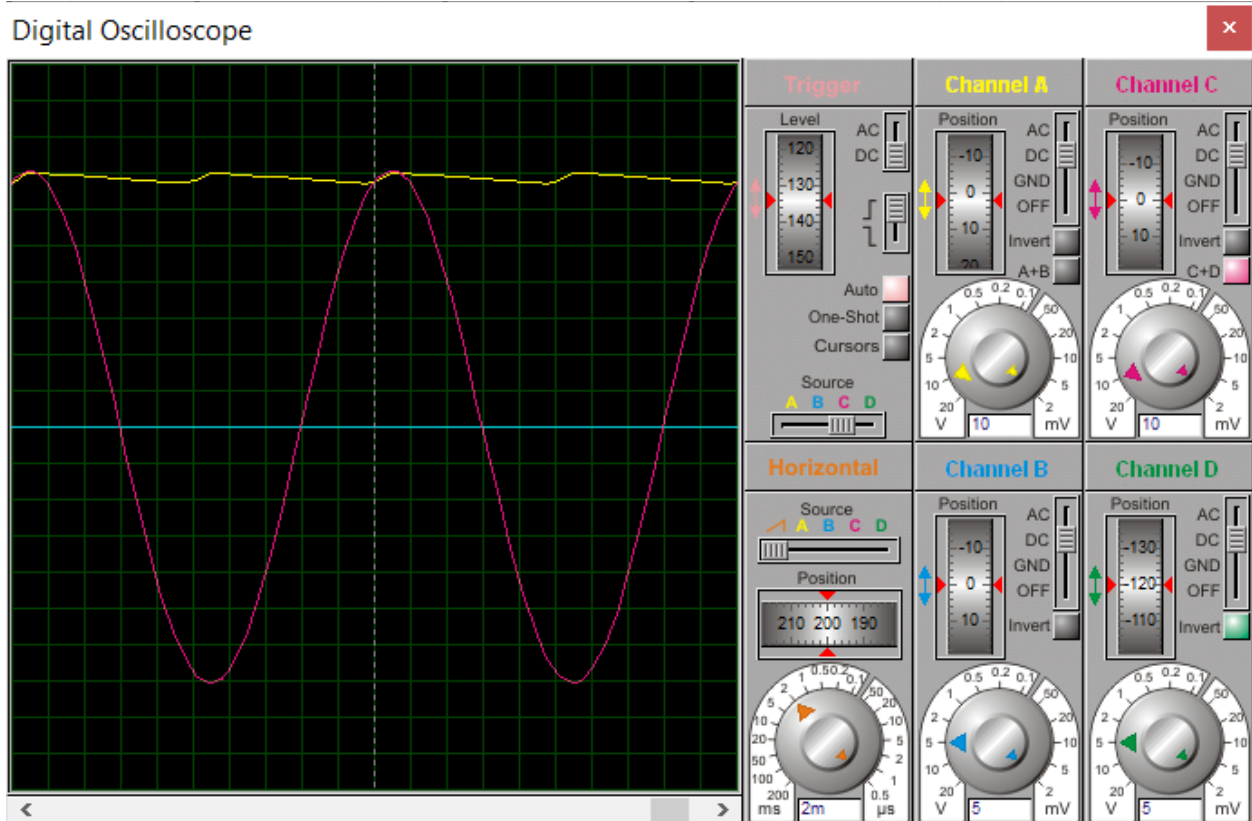 Digital Oscilloscope
Trigger
Level
AC
DC
120
130
140
150
Auto
One-Shot
Cursors
Source
A B C D
Channel A
Position
AC
DC
GND
OFF
-10
0
10
20
Invert
A+B
20 10 5 2 1 0.5 0.2 0.1 50 20 10 5 2
V
10
mV
Channel C
Position
AC
DC
GND
OFF
-10
0
10
Invert
C+D
20 10 5 2 1 0.5 0.2 0.1 50 20 10 5 2
V
10
mV
Horizontal
Source
A B C D
Position
210 200 190
200 100 50 20 10 5 2 1 0.5 0.2 0.1 50 20 10 5 2 1 0.5
ms
2m
µs
Channel B
Position
AC
DC
GND
OFF
-10
0
10
Invert
20 10 5 2 1 0.5 0.2 0.1 50 20 10 5 2
V
5
mV
Channel D
Position
AC
DC
GND
OFF
-130
-120
-110
Invert
20 10 5 2 1 0.5 0.2 0.1 50 20 10 5 2
V
5
mV